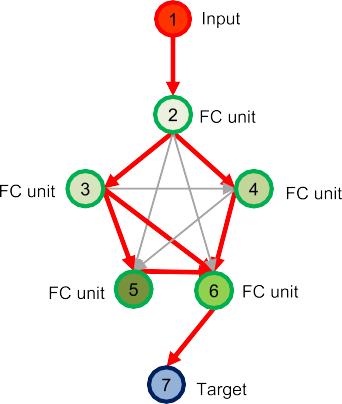 1 Input
2 FC unit
FC unit 3
4 FC unit
FC unit 5
6 FC unit
7 Target